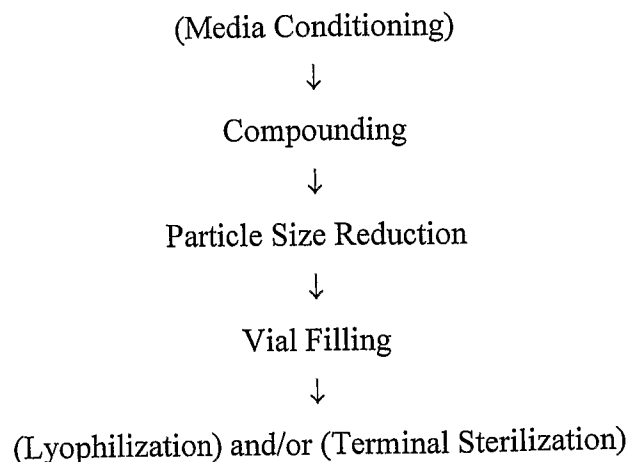 (Media Conditioning)
↓
Compounding
↓
Particle Size Reduction
↓
Vial Filling
↓
(Lyophilization) and/or (Terminal Sterilization)